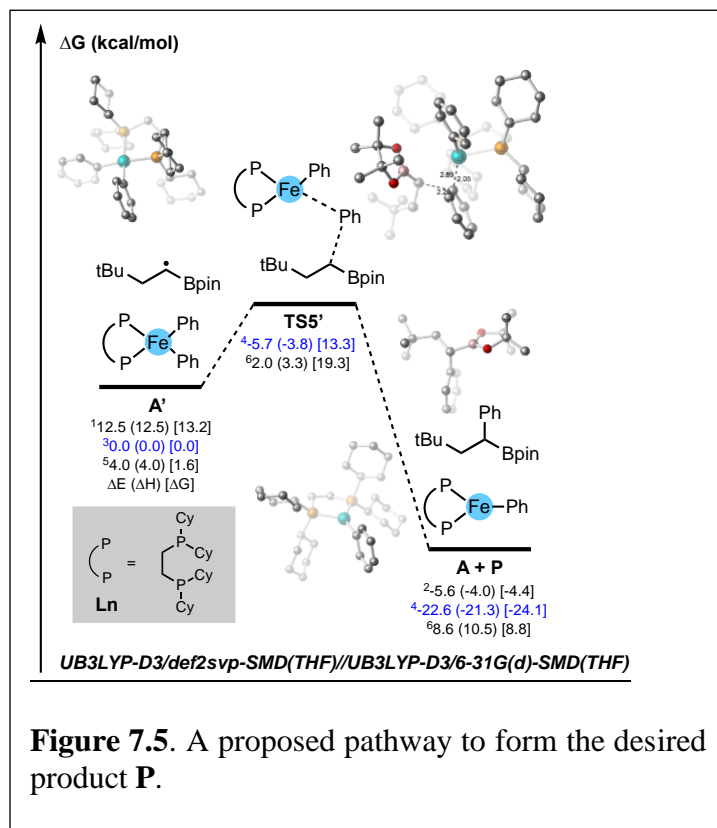 ΔG (kcal/mol)
P
P
Fe
Ph
Ph
2.89
2.05
tBu
Bpin
tBu
Bpin
P
P
Fe
Ph
Ph
TS5'
⁴-5.7 (-3.8) [13.3]
⁶2.0 (3.3) [19.3]
A'
¹12.5 (12.5) [13.2]
³0.0 (0.0) [0.0]
⁵4.0 (4.0) [1.6]
ΔE (ΔH) [ΔG]
Ph
tBu
Bpin
P
P
Fe
Ph
P
P
=
Ln
Cy
P
Cy
Cy
P
Cy
A + P
²-5.6 (-4.0) [-4.4]
⁴-22.6 (-21.3) [-24.1]
⁶8.6 (10.5) [8.8]
UB3LYP-D3/def2svp-SMD(THF)//UB3LYP-D3/6-31G(d)-SMD(THF)
Figure 7.5. A proposed pathway to form the desired
product P.